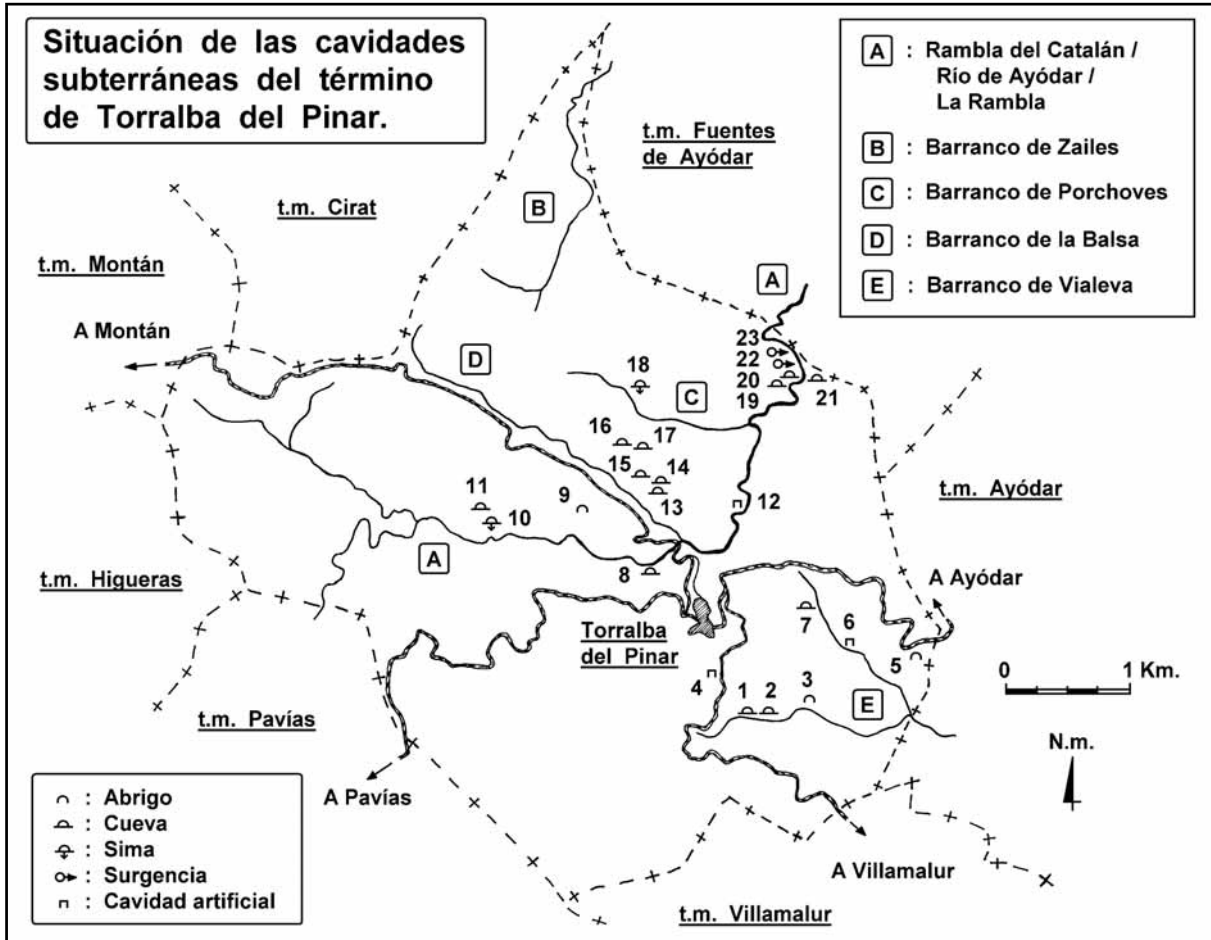 Situación de las cavidades
subterráneas del término
de Torralba del Pinar.
A : Rambla del Catalán /
Río de Ayódar /
La Rambla
B : Barranco de Zailes
C : Barranco de Porchoves
D : Barranco de la Balsa
E : Barranco de Vialeva
t.m. Fuentes
de Ayódar
B
t.m. Cirat
t.m. Montán
A
A Montán
23
D
18
22
C
20
19
21
16
17
15
14
t.m. Ayódar
11
9
13
12
10
A
8
t.m. Higueras
A Ayódar
7
6
Torralba
del Pinar
5
0 1 Km.
4
1
2
3
E
t.m. Pavías
N.m.
A Pavías
: Abrigo
: Cueva
: Sima
: Surgencia
: Cavidad artificial
A Villamalur
t.m. Villamalur